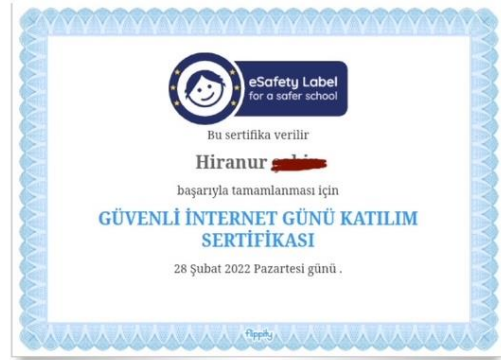 eSafety Label
for a safer school
Bu sertifika verilir
Hiranur
başarıyla tamamlanması için
GÜVENLİ İNTERNET GÜNÜ KATILIM
SERTİFİKASI
28 Şubat 2022 Pazartesi günü .
flippity